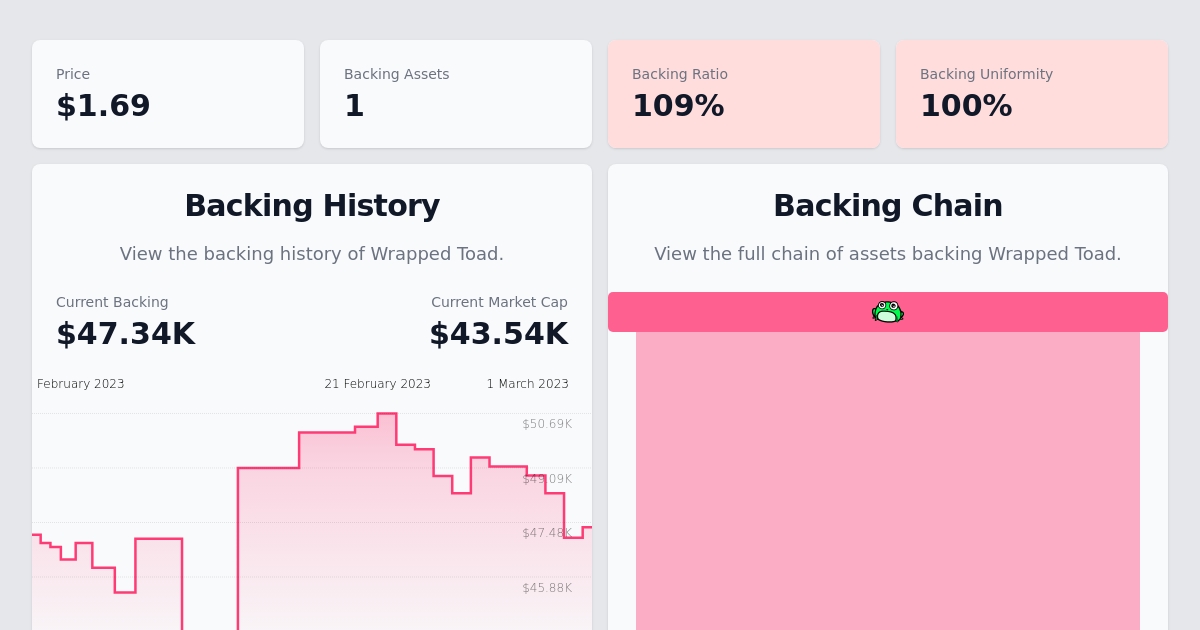 Price
$1.69
Backing Assets
1
Backing Ratio
109%
Backing Uniformity
100%
Backing History
View the backing history of Wrapped Toad.
Current Backing
$47.34K
Current Market Cap
$43.54K
February 2023
21 February 2023
1 March 2023
$50.69K
$49.09K
$47.48K
$45.88K
Backing Chain
View the full chain of assets backing Wrapped Toad.